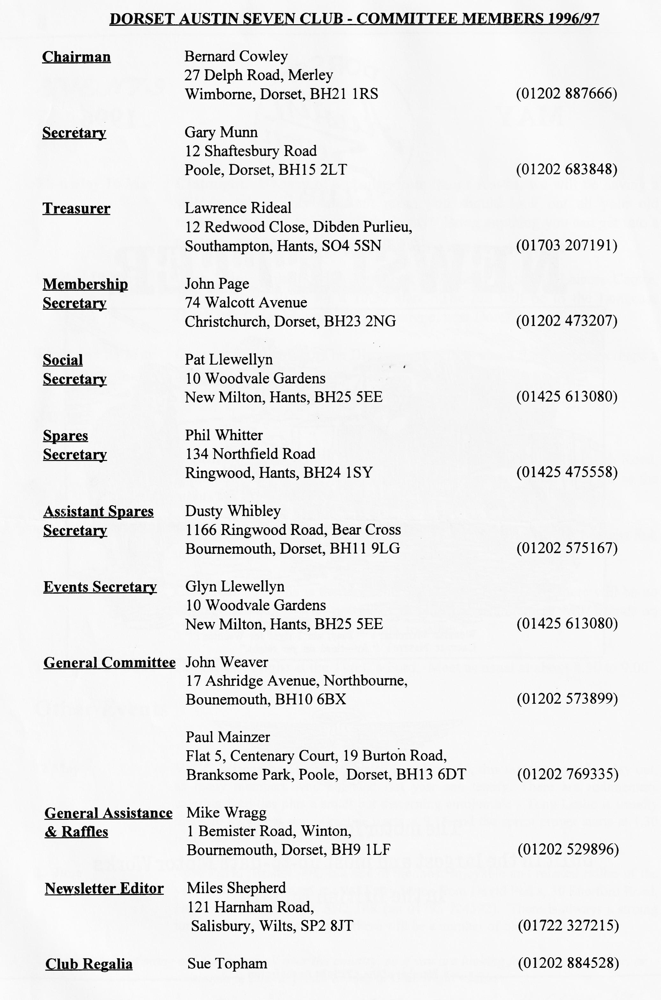 DORSET AUSTIN SEVEN CLUB - COMMITTEE MEMBERS 1996/97
Chairman Bernard Cowley
27 Delph Road, Merley
Wimborne, Dorset, BH21 1RS (01202 887666)
Secretary Gary Munn
12 Shaftesbury Road
Poole, Dorset, BH15 2LT (01202 683848)
Treasurer Lawrence Rideal
12 Redwood Close, Dibden Purlieu,
Southampton, Hants, SO4 5SN (01703 207191)
Membership John Page
Secretary 74 Walcott Avenue
Christchurch, Dorset, BH23 2NG (01202 473207)
Social Pat Llewellyn
Secretary 10 Woodvale Gardens
New Milton, Hants, BH25 5EE (01425 613080)
Spares Phil Whitter
Secretary 134 Northfield Road
Ringwood, Hants, BH24 1SY (01425 475558)
Assistant Spares Dusty Whibley
Secretary 1166 Ringwood Road, Bear Cross
Bournemouth, Dorset, BH11 9LG (01202 575167)
Events Secretary Glyn Llewellyn
10 Woodvale Gardens
New Milton, Hants, BH25 5EE (01425 613080)
General Committee John Weaver
17 Ashridge Avenue, Northbourne,
Bounemouth, BH10 6BX (01202 573899)
Paul Mainzer
Flat 5, Centenary Court, 19 Burton Road,
Branksome Park, Poole, Dorset, BH13 6DT (01202 769335)
General Assistance Mike Wragg
& Raffles 1 Bemister Road, Winton,
Bournemouth, Dorset, BH9 1LF (01202 529896)
Newsletter Editor Miles Shepherd
121 Harnham Road,
Salisbury, Wilts, SP2 8JT (01722 327215)
Club Regalia Sue Topham (01202 884528)